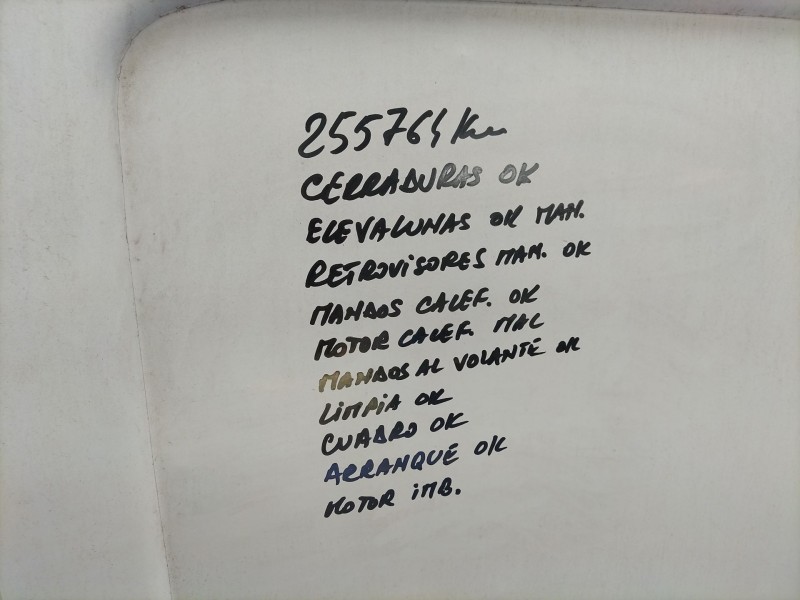 255764 Km
CERRADURAS OK
ELEVALUNAS OK MAN.
RETROVISORES MAN. OK
MANDOS CALEF. OK
MOTOR CALEF. MAL
MANDOS AL VOLANTE OK
LIMPIA OK
CUADRO OK
ARRANQUE OK
MOTOR INB.